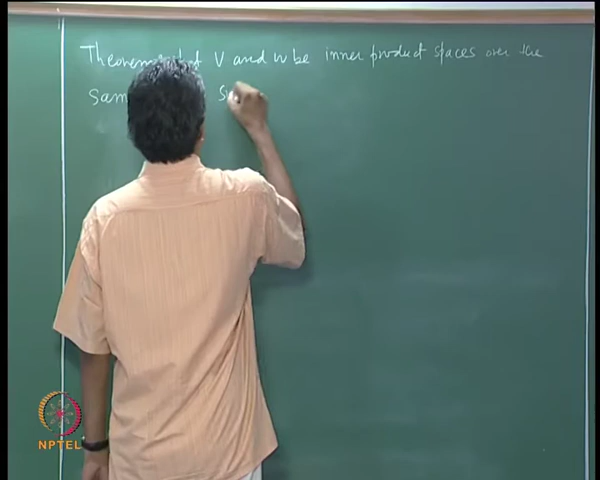 Theorem: Let V and W be inner product spaces over the
Sam
NPTEL